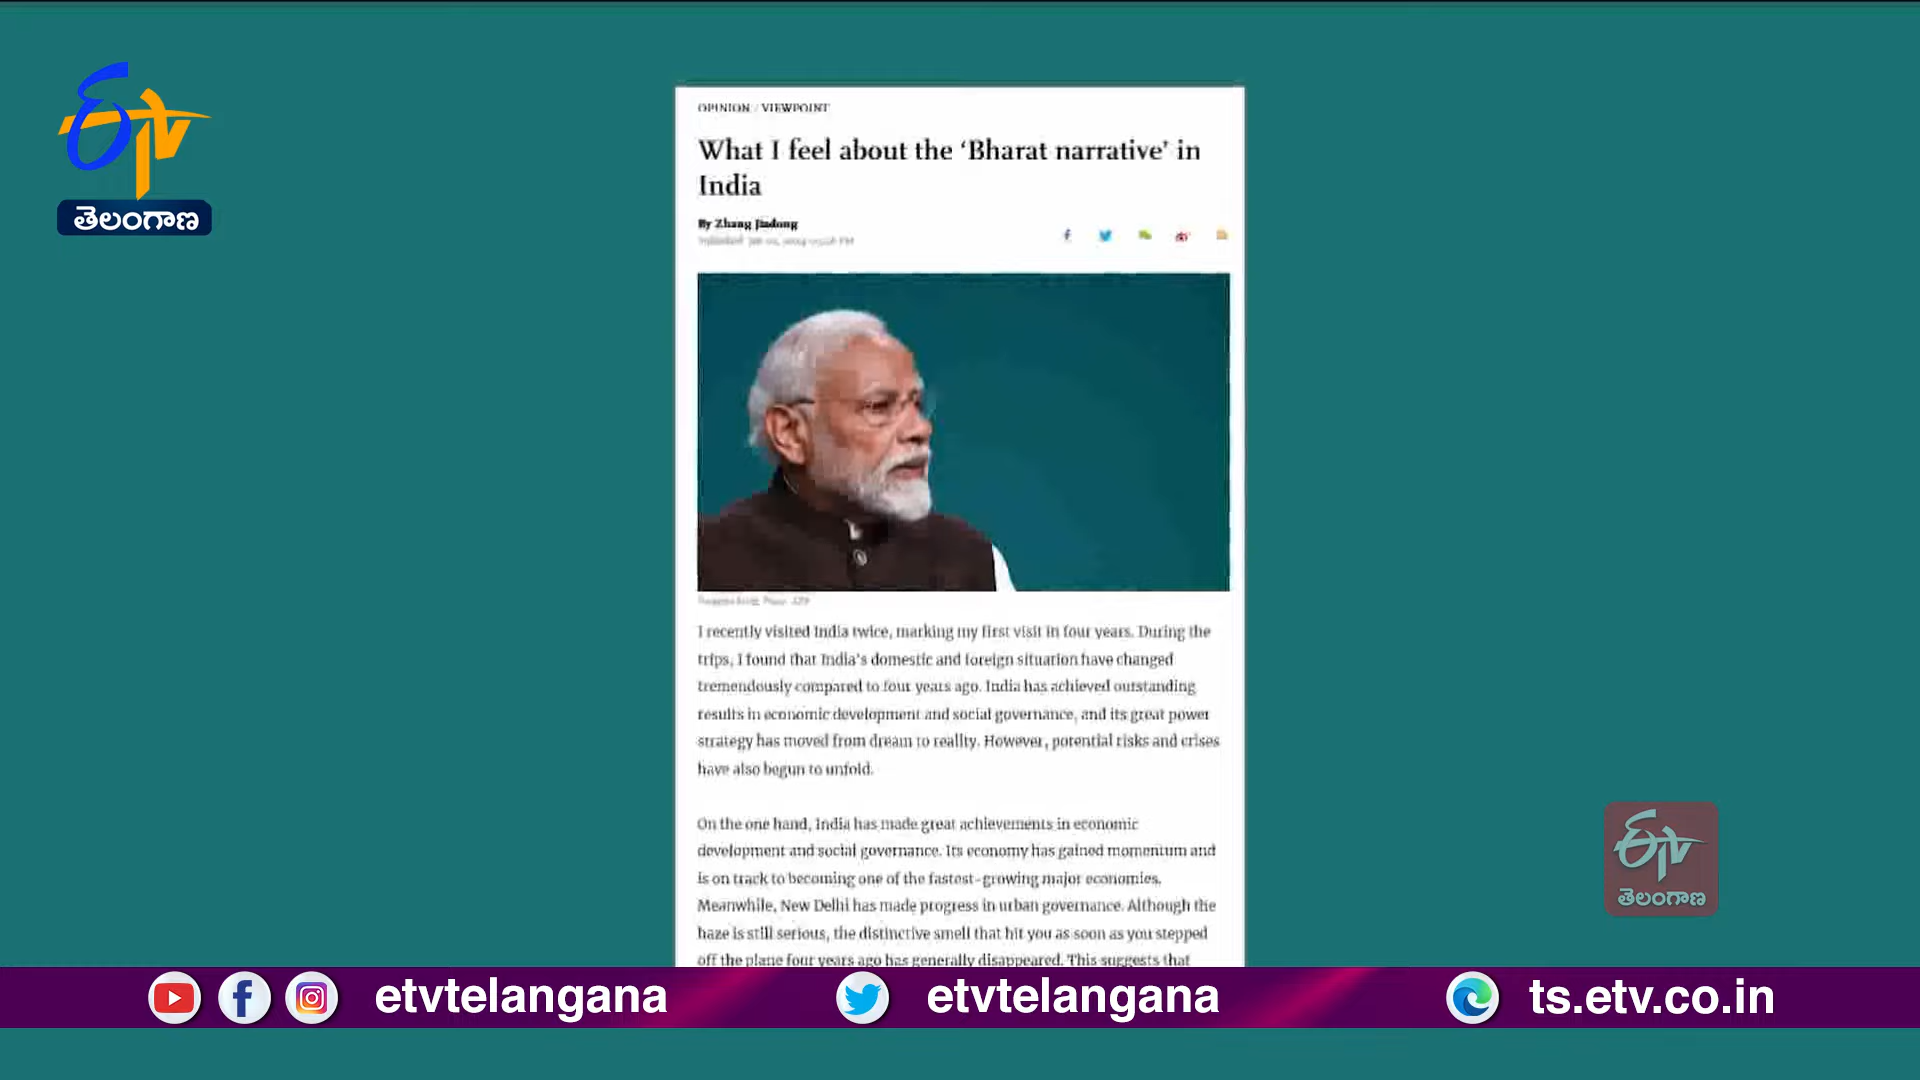 ETV
తెలంగాణ
OPINION / VIEWPOINT
What I feel about the ‘Bharat narrative’ in
India
By Zhang Jiadong
I recently visited India twice, marking my first visit in four years. During the
trips, I found that India's domestic and foreign situation have changed
tremendously compared to four years ago. India has achieved outstanding
results in economic development and social governance, and its great power
strategy has moved from dream to reality. However, potential risks and crises
have also begun to unfold.
On the one hand, India has made great achievements in economic
development and social governance. Its economy has gained momentum and
is on track to becoming one of the fastest-growing major economies.
Meanwhile, New Delhi has made progress in urban governance. Although the
haze is still serious, the distinctive smell that hit you as soon as you stepped
off the plane four years ago has generally disappeared. This suggests that
ETV
తెలంగాణ
etvtelangana
etvtelangana
ts.etv.co.in